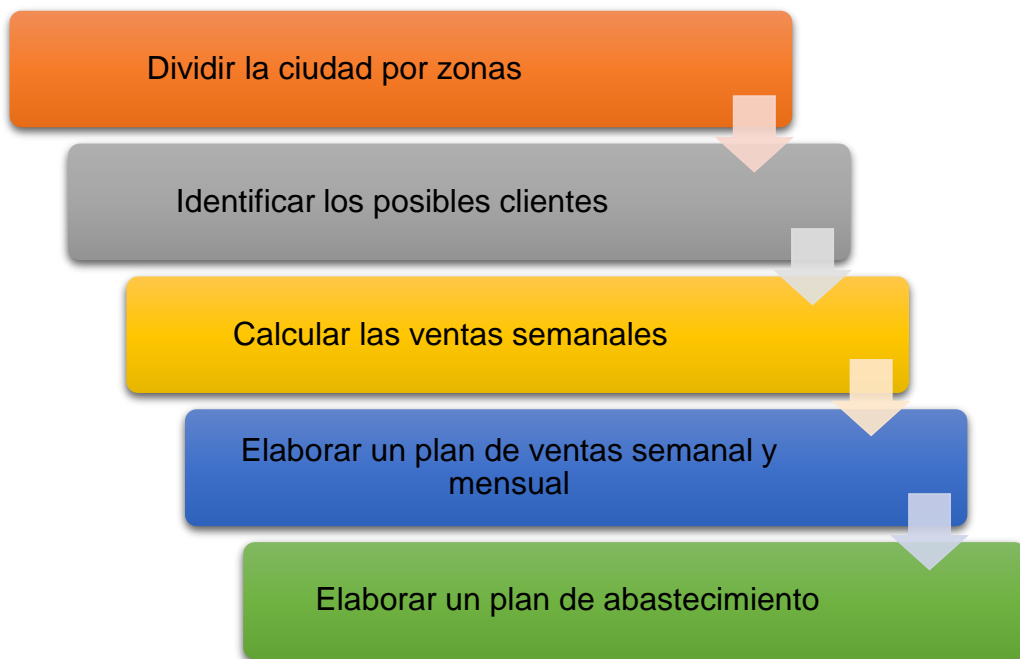 Dividir la ciudad por zonas
Identificar los posibles clientes
Calcular las ventas semanales
Elaborar un plan de ventas semanal y
mensual
Elaborar un plan de abastecimiento